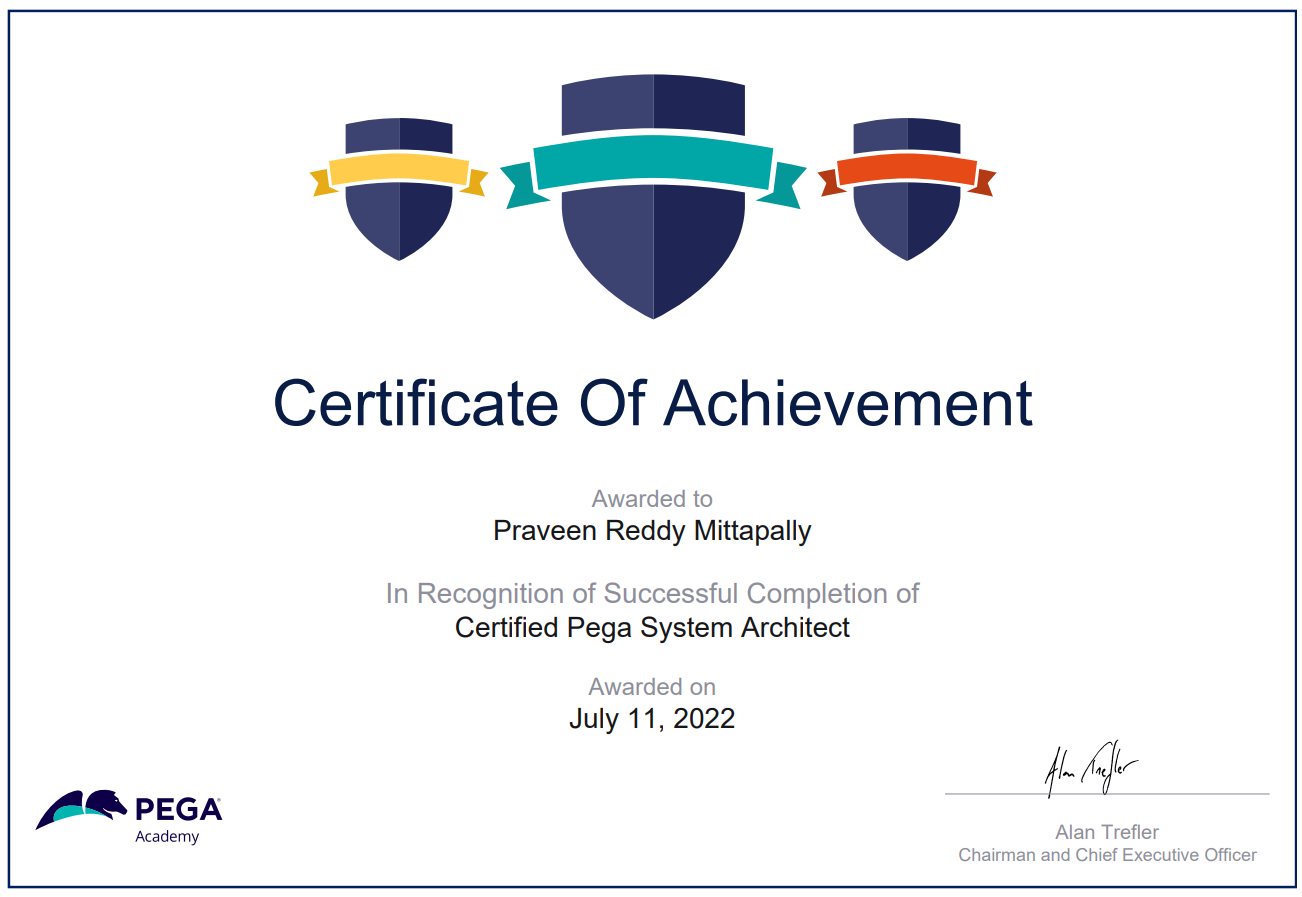 Certificate Of Achievement
Awarded to
Praveen Reddy Mittapally
In Recognition of Successful Completion of
Certified Pega System Architect
Awarded on
July 11, 2022
Alan Trefler
PEGA®
Academy
Alan Trefler
Chairman and Chief Executive Officer